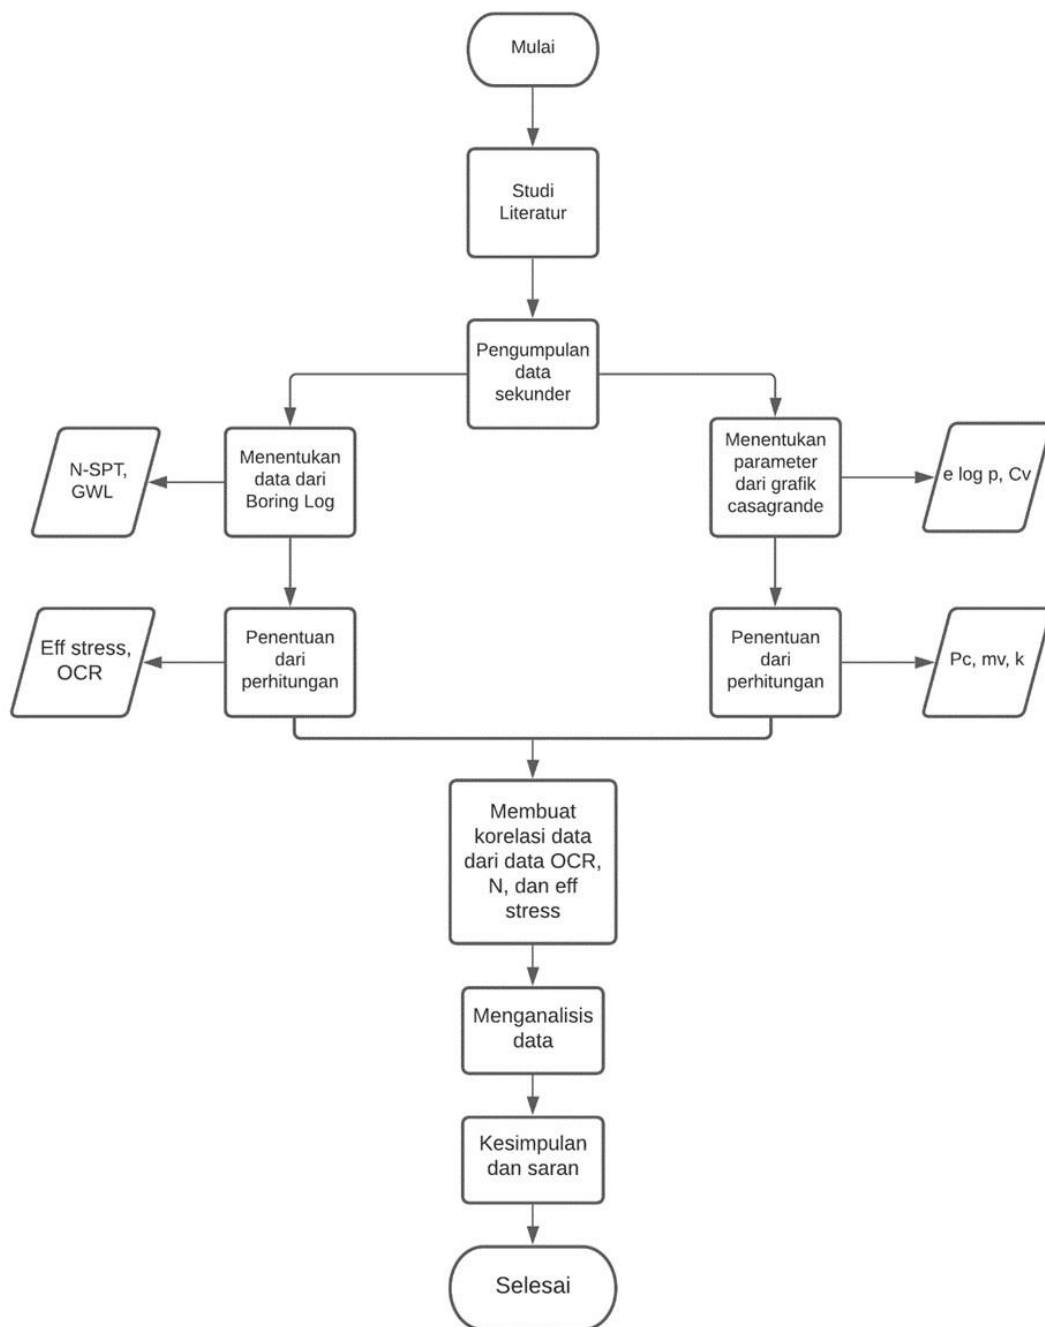 Mulai
Studi
Literatur
Pengumpulan
data
sekunder
Menentukan
data dari
Boring Log
N-SPT,
GWL
Menentukan
parameter
dari grafik
casagrande
e log p, Cv
Penentuan
dari
perhitungan
Eff stress,
OCR
Penentuan
dari
perhitungan
Pc, mv, k
Membuat
korelasi data
dari data OCR,
N, dan eff
stress
Menganalisis
data
Kesimpulan
dan saran
Selesai